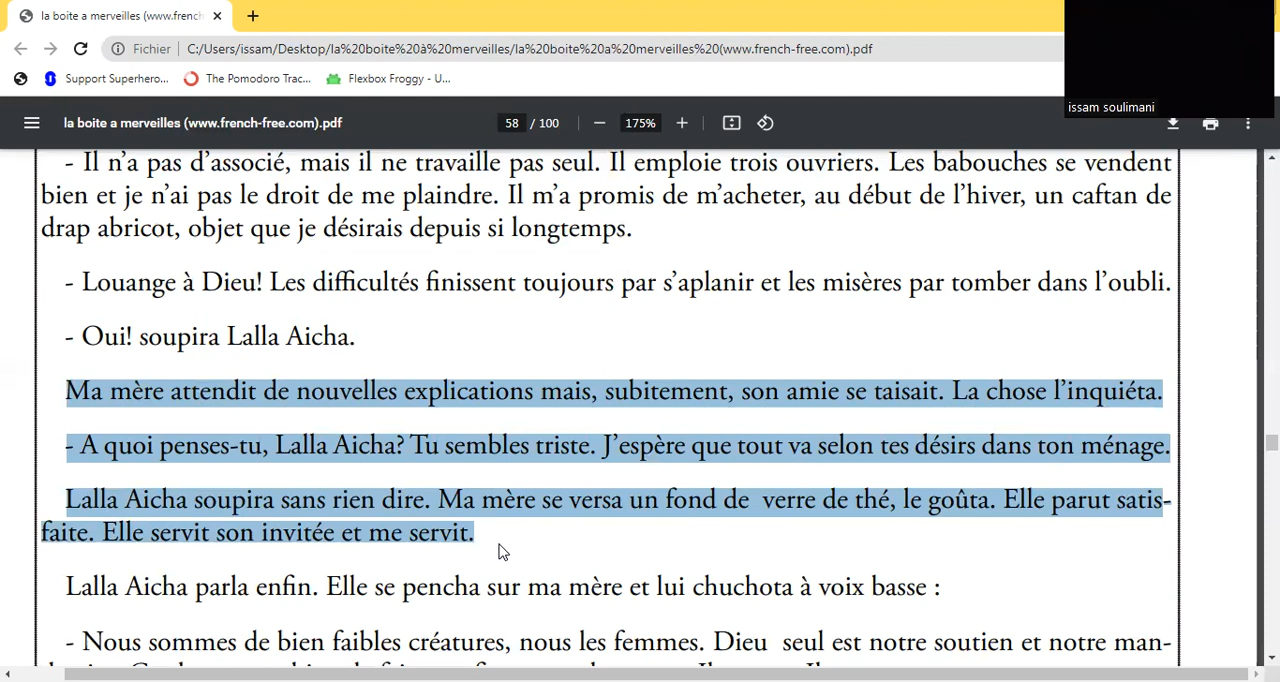 la boite a merveilles (www.french
Fichier C:/Users/issam/Desktop/la%20boite%20à%20merveilles/la%20boite%20a%20merveilles%20(www.french-free.com).pdf
Support Superhero... The Pomodoro Trac... Flexbox Froggy - U...
issam soulimani
la boite a merveilles (www.french-free.com).pdf 58 / 100 175%
- Il n’a pas d’associé, mais il ne travaille pas seul. Il emploie trois ouvriers. Les babouches se vendent
bien et je n’ai pas le droit de me plaindre. Il m’a promis de m’acheter, au début de l’hiver, un caftan de
drap abricot, objet que je désirais depuis si longtemps.
- Louange à Dieu! Les difficultés finissent toujours par s’aplanir et les misères par tomber dans l’oubli.
- Oui! soupira Lalla Aicha.
Ma mère attendit de nouvelles explications mais, subitement, son amie se taisait. La chose l’inquiéta.
- A quoi penses-tu, Lalla Aicha? Tu sembles triste. J’espère que tout va selon tes désirs dans ton ménage.
Lalla Aicha soupira sans rien dire. Ma mère se versa un fond de verre de thé, le goûta. Elle parut satis-
faite. Elle servit son invitée et me servit.
Lalla Aicha parla enfin. Elle se pencha sur ma mère et lui chuchota à voix basse :
- Nous sommes de bien faibles créatures, nous les femmes. Dieu seul est notre soutien et notre man-